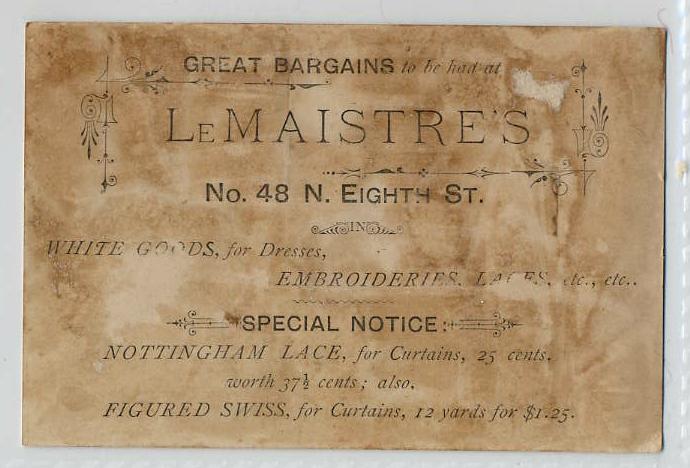 GREAT BARGAINS to be had at
LEMAISTRE'S
No. 48 N. EIGHTH ST.
IN
WHITE GOODS, for Dresses,
EMBROIDERIES, LACES, etc., etc..
SPECIAL NOTICE:
NOTTINGHAM LACE, for Curtains, 25 cents.
worth 37½ cents; also,
FIGURED SWISS, for Curtains, 12 yards for $1.25.